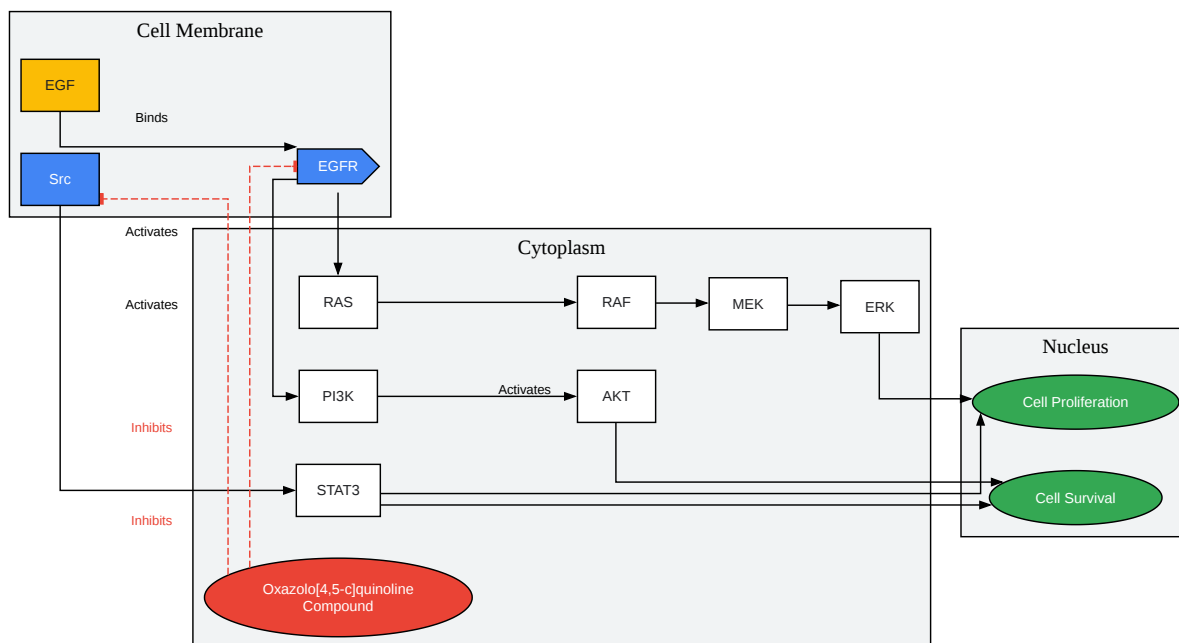 Cell Membrane
EGF
Binds
EGFR
Src
Activates
Cytoplasm
Activates
RAS
RAF
MEK
ERK
Nucleus
PI3K
Activates
AKT
Cell Proliferation
Inhibits
STAT3
Cell Survival
Inhibits
Oxazolo[4,5-c]quinoline
Compound